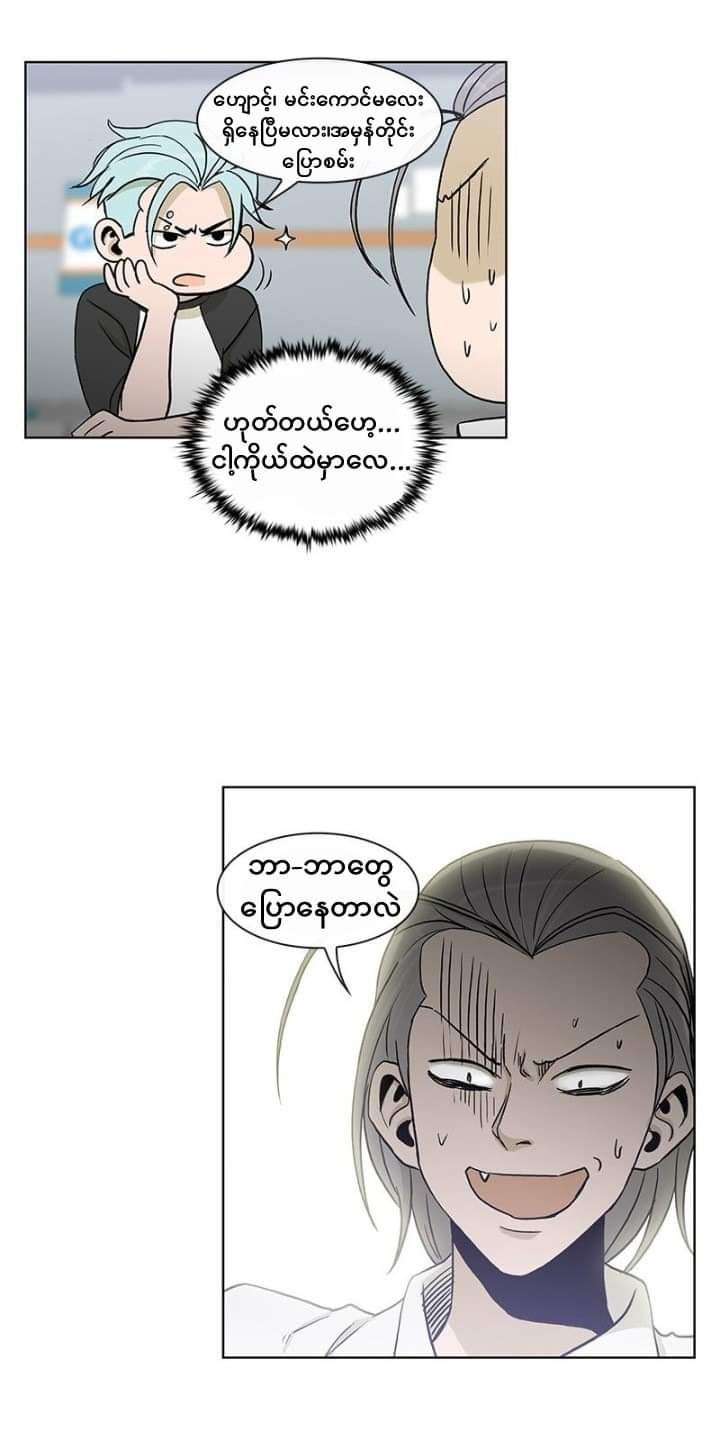 ဟျောင့်၊ မင်းကောင်မလေး
ရှိနေပြီမလား၊အမှန်တိုင်း
ပြောစမ်း
ဟုတ်တယ်ဟေ့...
ငါ့ကိုယ်ထဲမှာလေ...
ဘာ-ဘာတွေ
ပြောနေတာလဲ